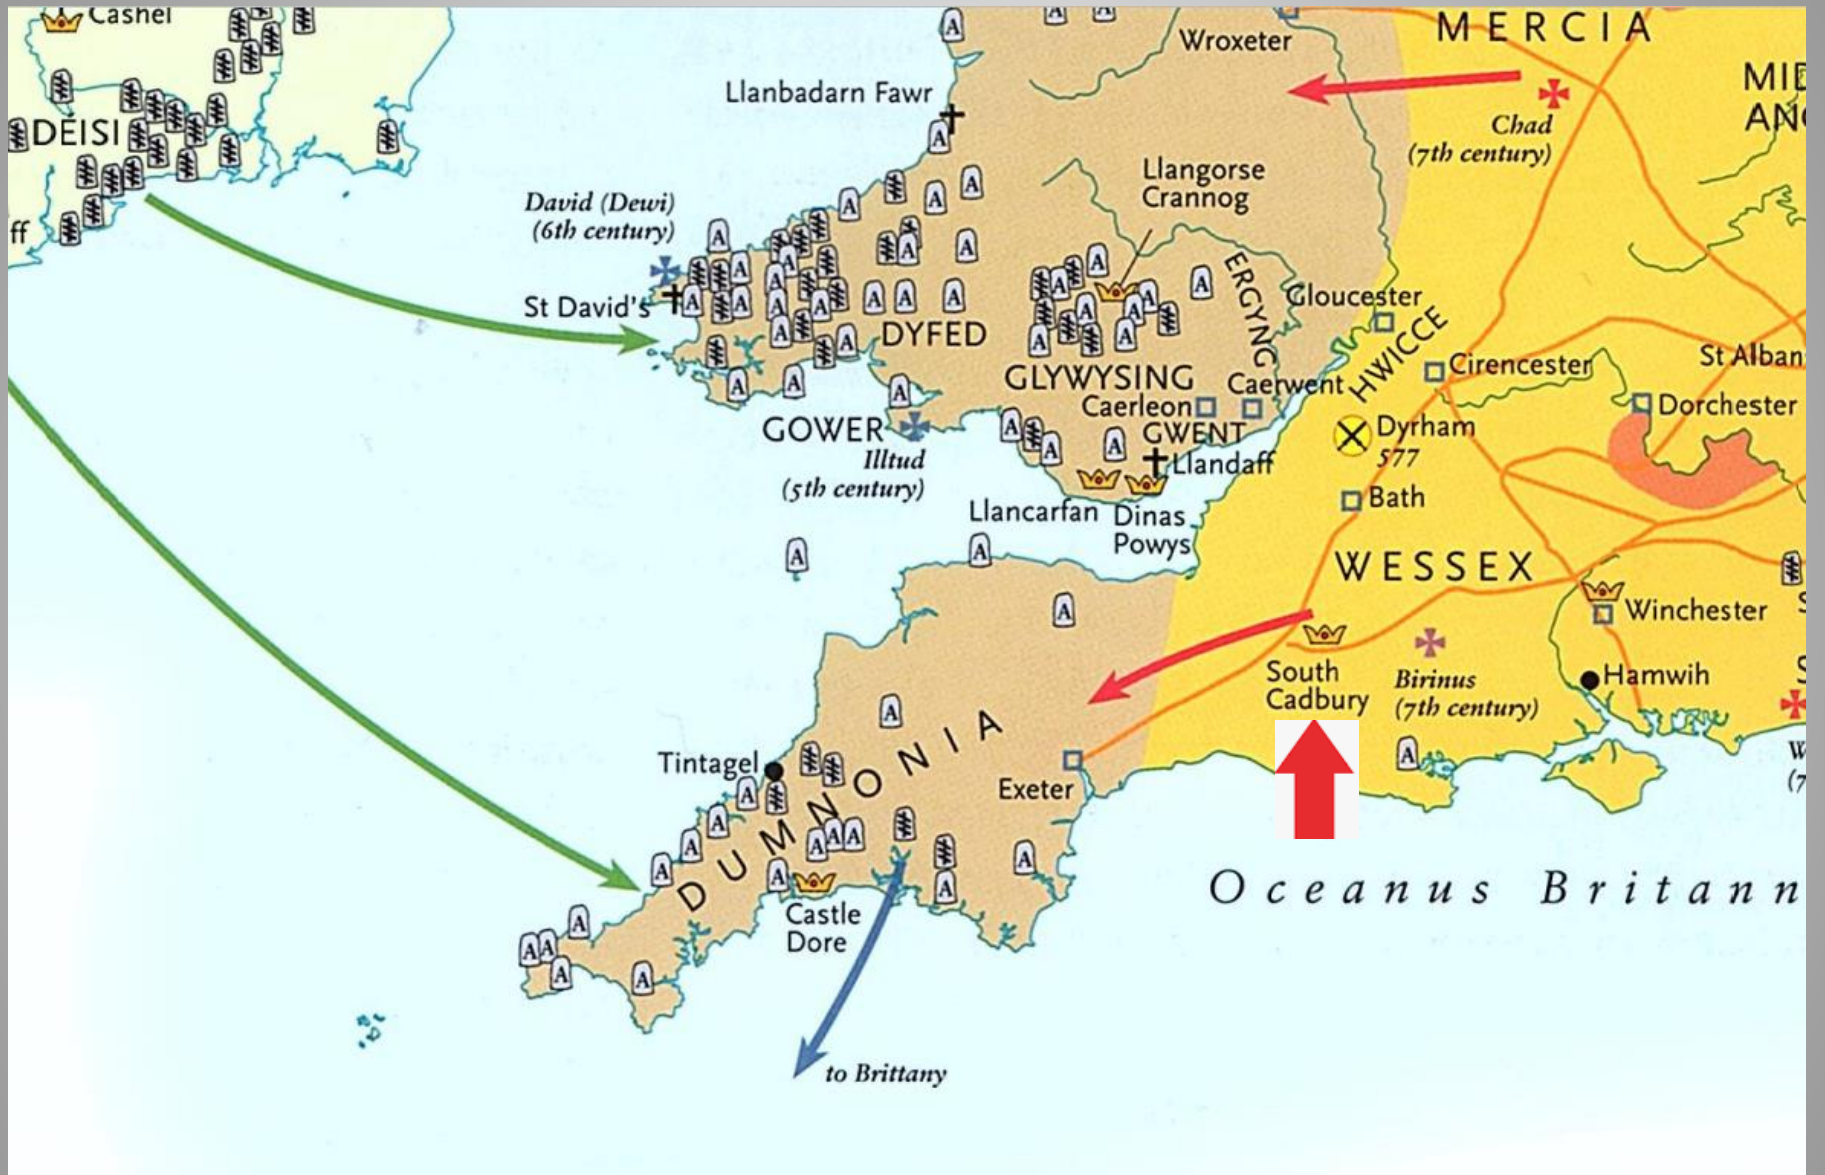 Cashel
DEISI
ff
Llanbadarn Fawr
Wroxeter
MERCIA
MID
ANG
Chad
(7th century)
David (Dewi)
(6th century)
St David's
Llangorse
Crannog
ERGYNG
Gloucester
HWICCE
Cirencester
St Alban
DYFED
GLYWYSING
Caerwent
Caerleon
GOWER
GWENT
Llandaff
Illtud
(5th century)
Dyrham
577
Dorchester
Bath
Llancarfan
Dinas
Powys
WESSEX
Winchester
S
Hamwih
S
South
Cadbury
Birinus
(7th century)
W
(7
Tintagel
DUMNONIA
Exeter
Castle
Dore
Oceanus Britann
to Brittany